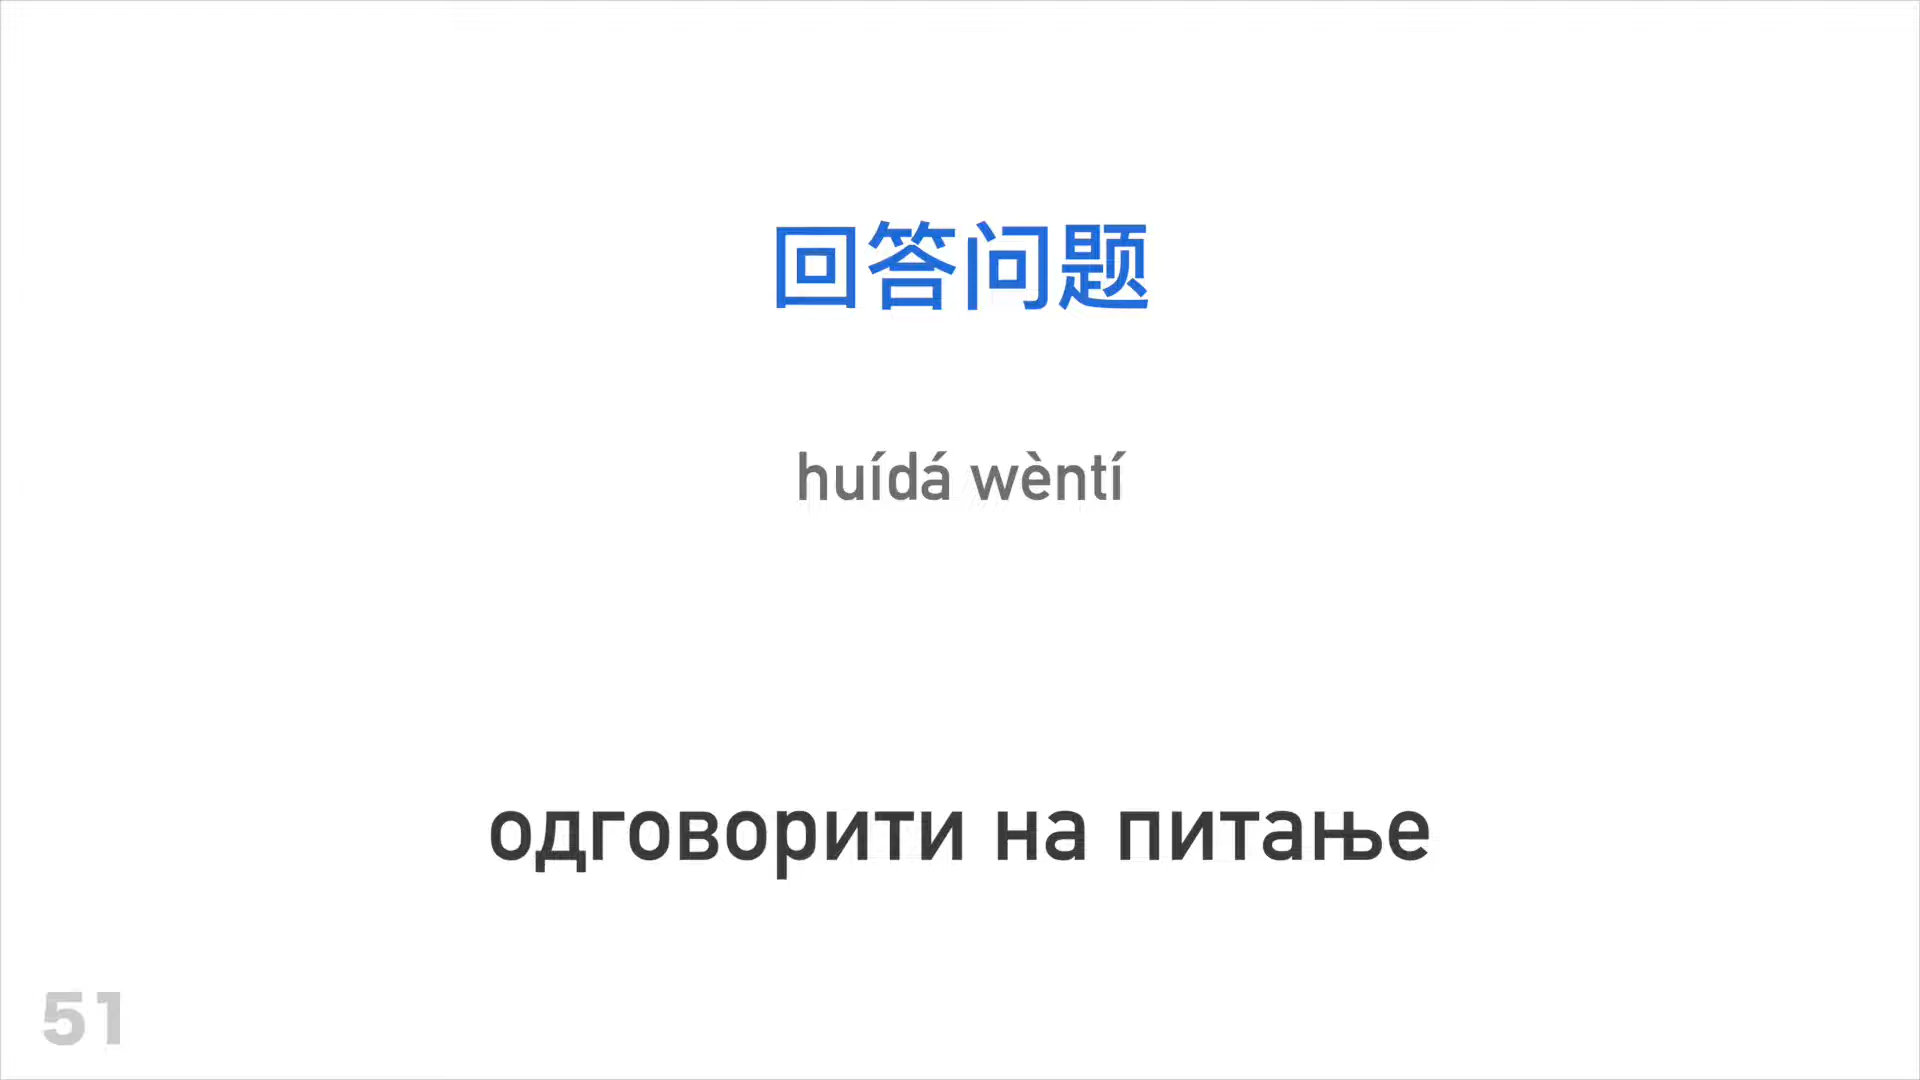 回答问题
huídá wèntí
одговорити на питање
51